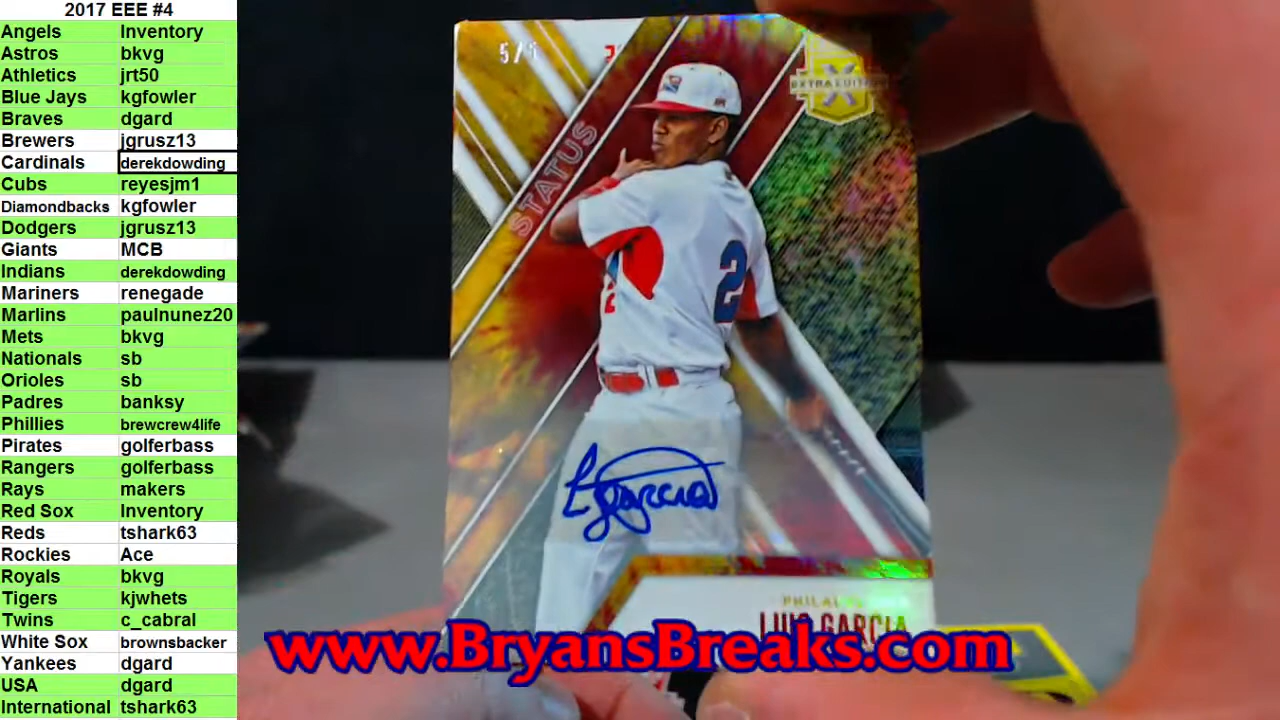 2017 EEE #4
Angels Inventory
Astros bkvg
Athletics jrt50
Blue Jays kgfowler
Braves dgard
Brewers jgrusz13
Cardinals derekdowding
Cubs reyesjm1
Diamondbacks kgfowler
Dodgers jgrusz13
Giants MCB
Indians derekdowding
Mariners renegade
Marlins paulnunez20
Mets bkvg
Nationals sb
Orioles sb
Padres banksy
Phillies brewcrew4life
Pirates golferbass
Rangers golferbass
Rays makers
Red Sox Inventory
Reds tshark63
Rockies Ace
Royals bkvg
Tigers kjwhets
Twins c_cabral
White Sox brownsbacker
Yankees dgard
USA dgard
International tshark63
EXTRA EDITION
STATUS
2
L Garcia
LUIS GARCIA
www.BryansBreaks.com